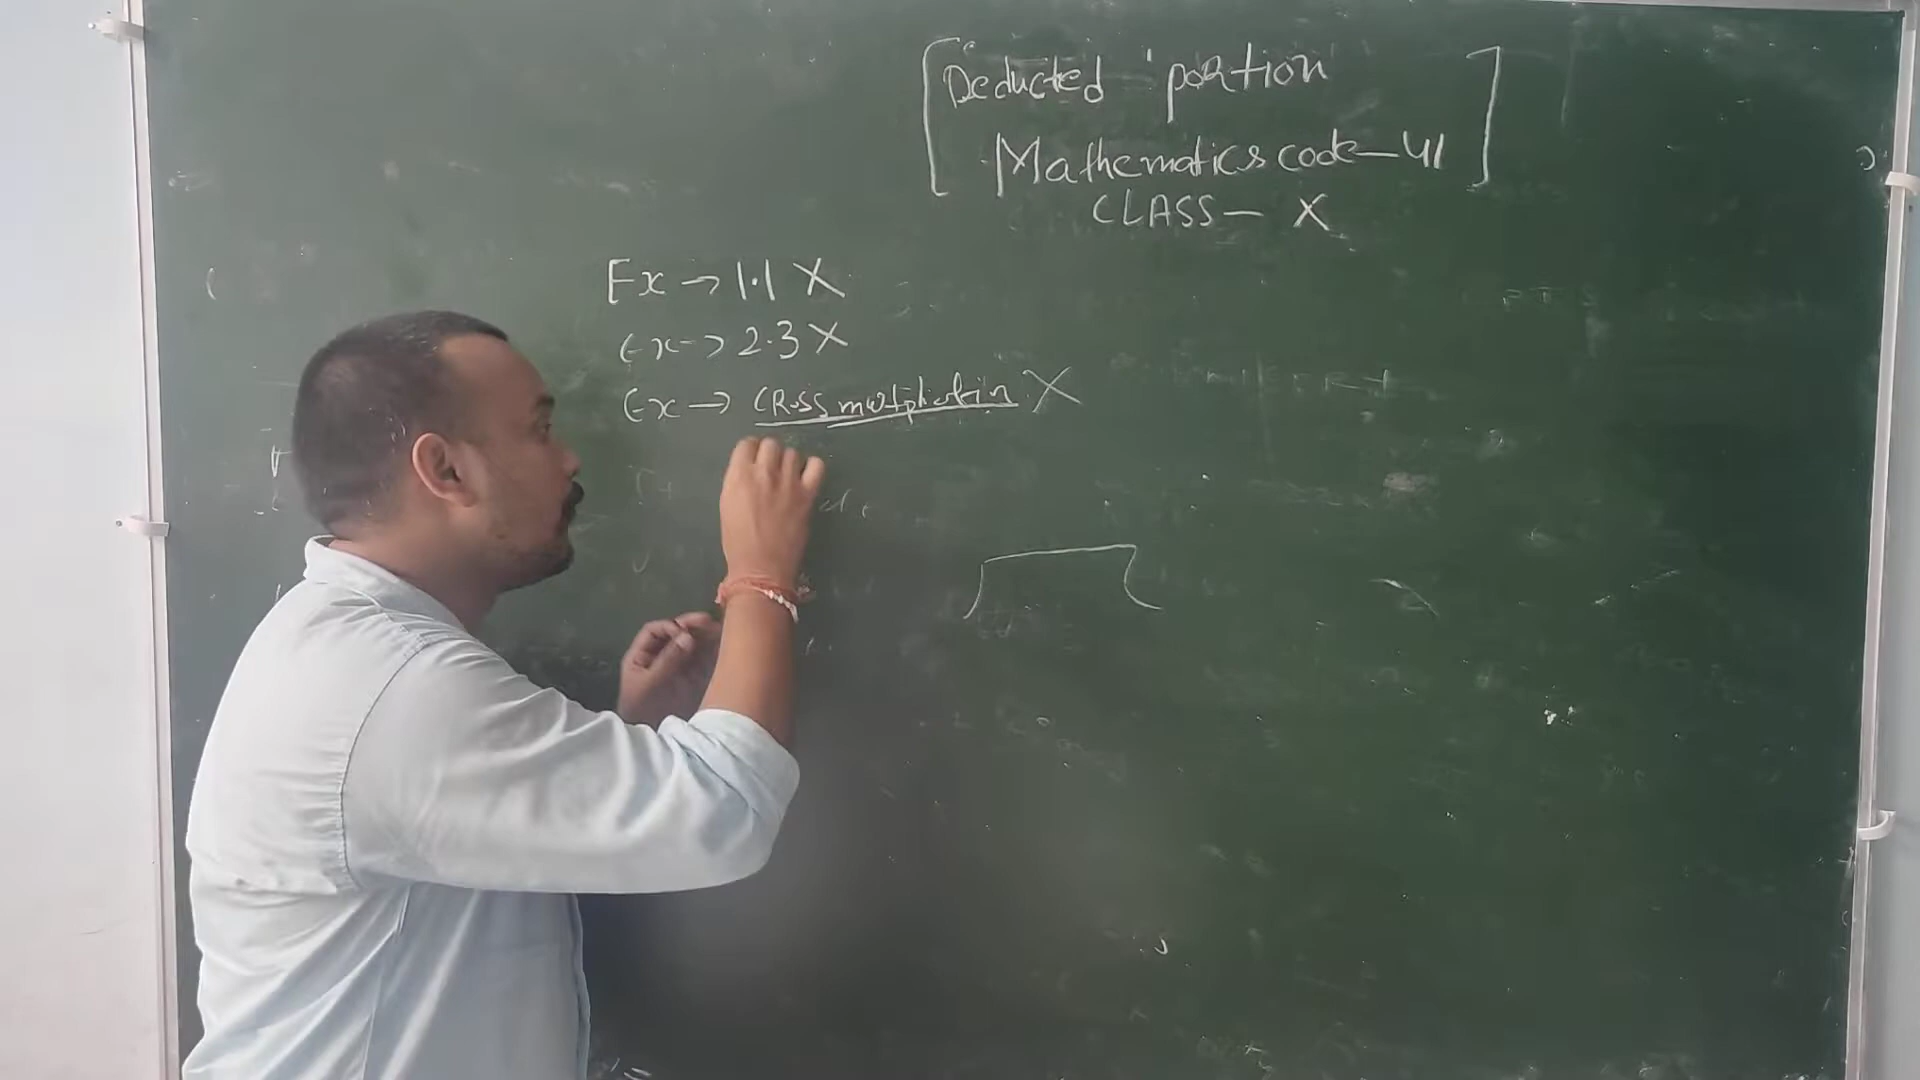 [Deducted portion
Mathematics code-41]
CLASS- X
Ex → 1.1 X
Ex → 2.3 X
Ex → Cross multiplication X